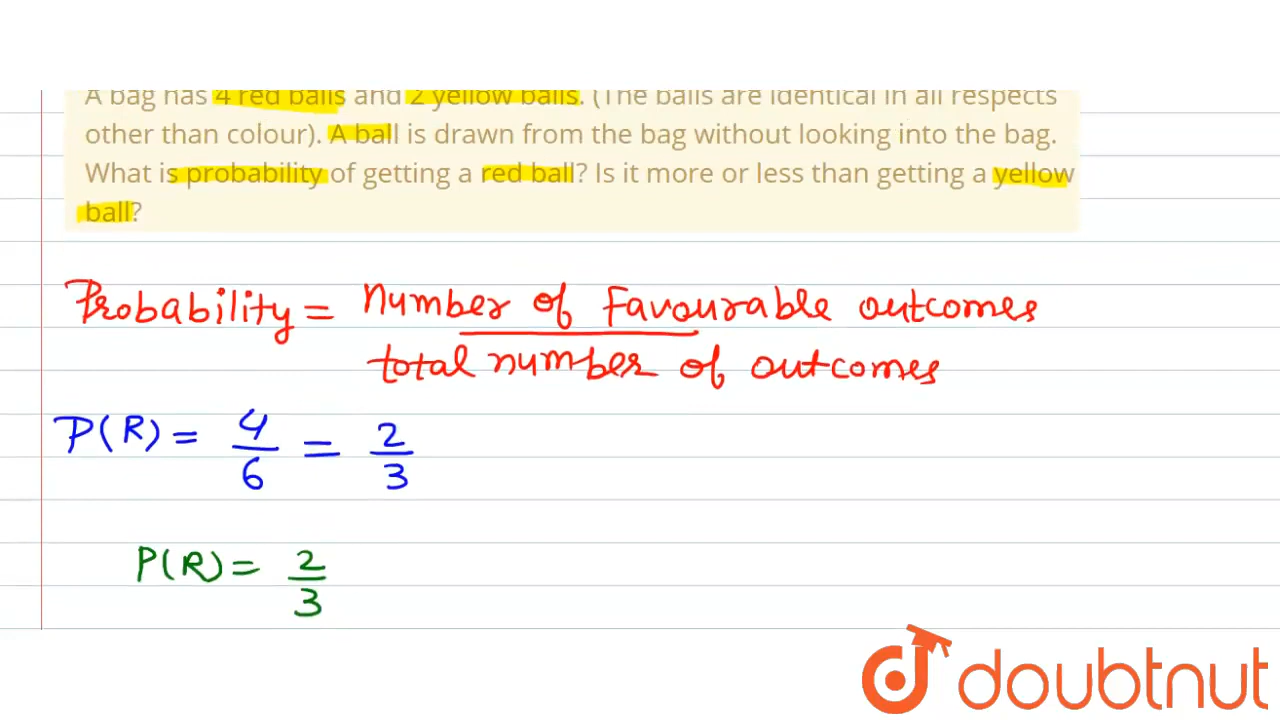 A bag has 4 red balls and 2 yellow balls. (The balls are identical in all respects
other than colour). A ball is drawn from the bag without looking into the bag.
What is probability of getting a red ball? Is it more or less than getting a yellow
ball?
Probability = number of Favourable outcomes
total number of outcomes
P(R) = 4/6 = 2/3
P(R) = 2/3
doubtnut